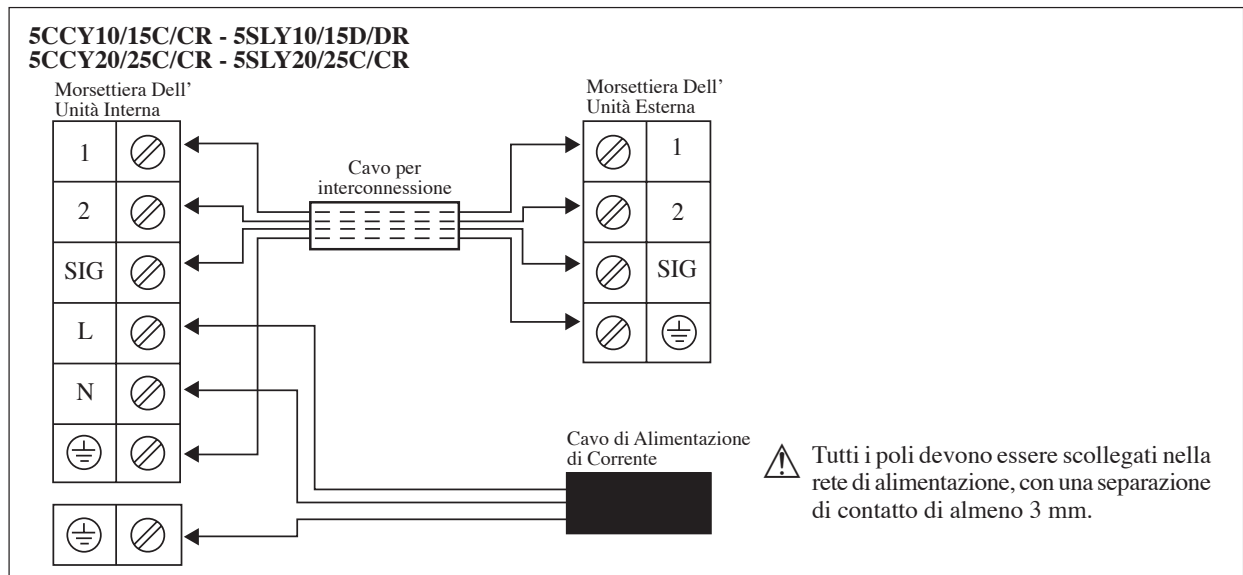 5CCY10/15C/CR - 5SLY10/15D/DR
5CCY20/25C/CR - 5SLY20/25C/CR
Morsettiera Dell’
Unità Interna
1
2
SIG
L
N
Cavo per
interconnessione
Morsettiera Dell’
Unità Esterna
1
2
SIG
Cavo di Alimentazione
di Corrente
Tutti i poli devono essere scollegati nella
rete di alimentazione, con una separazione
di contatto di almeno 3 mm.